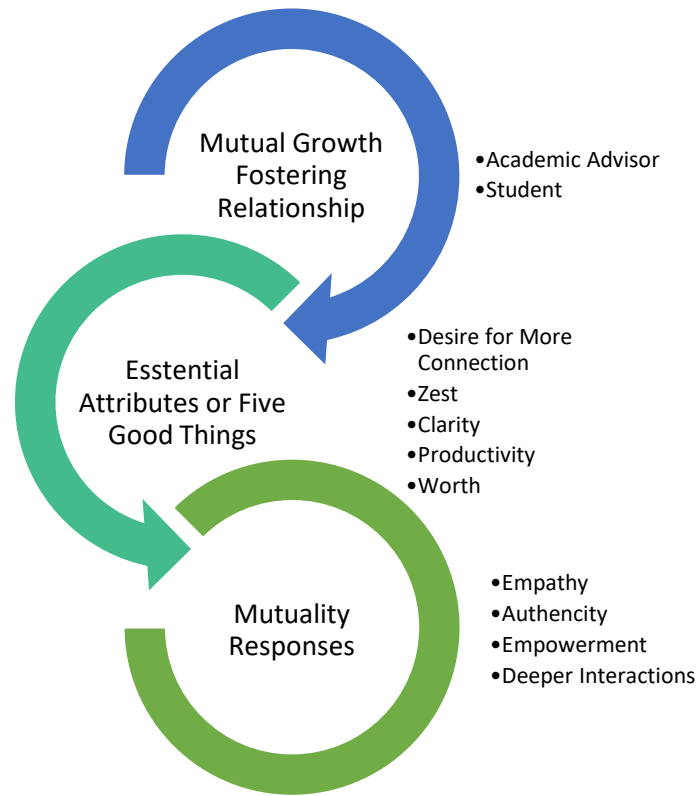 Mutual Growth
Fostering
Relationship
•Academic Advisor
•Student
Esstential
Attributes or Five
Good Things
•Desire for More
Connection
•Zest
•Clarity
•Productivity
•Worth
Mutuality
Responses
•Empathy
•Authencity
•Empowerment
•Deeper Interactions